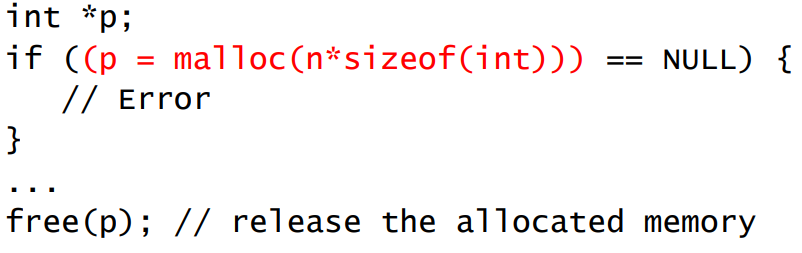 int *p;
if ((p = malloc(n*sizeof(int))) == NULL) {
// Error
}
...
free(p); // release the allocated memory